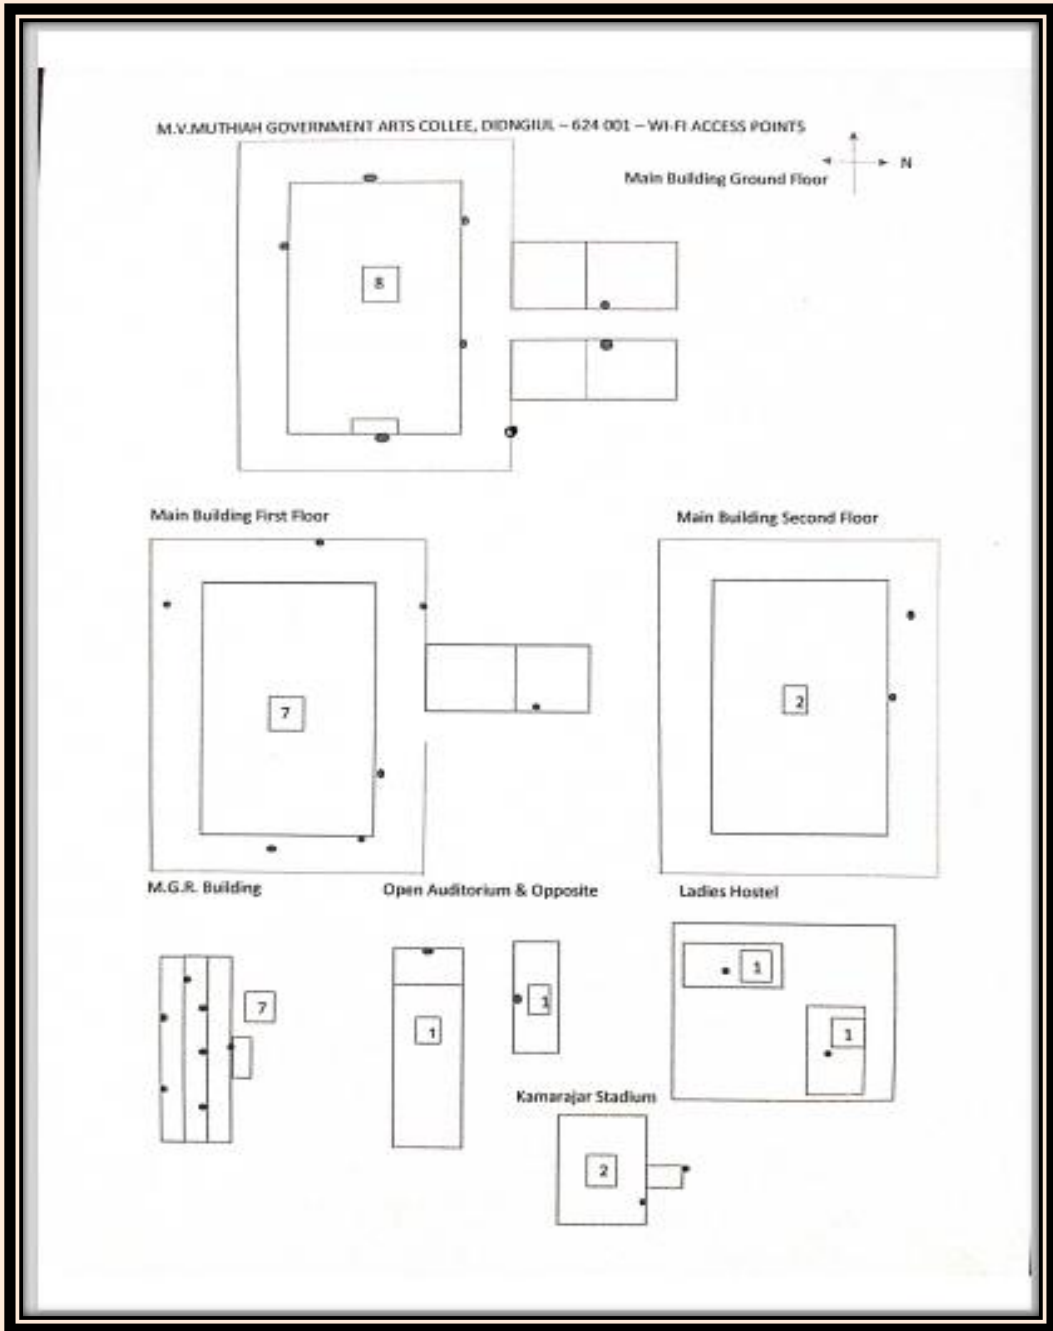 M.V.MUTHIAH GOVERNMENT ARTS COLLEE, DIDNGIUL – 624 001 – WI-FI ACCESS POINTS
N
Main Building Ground Floor
8
Main Building First Floor
Main Building Second Floor
7
2
M.G.R. Building
Open Auditorium & Opposite
Ladies Hostel
7
1
1
1
1
Kamarajar Stadium
2